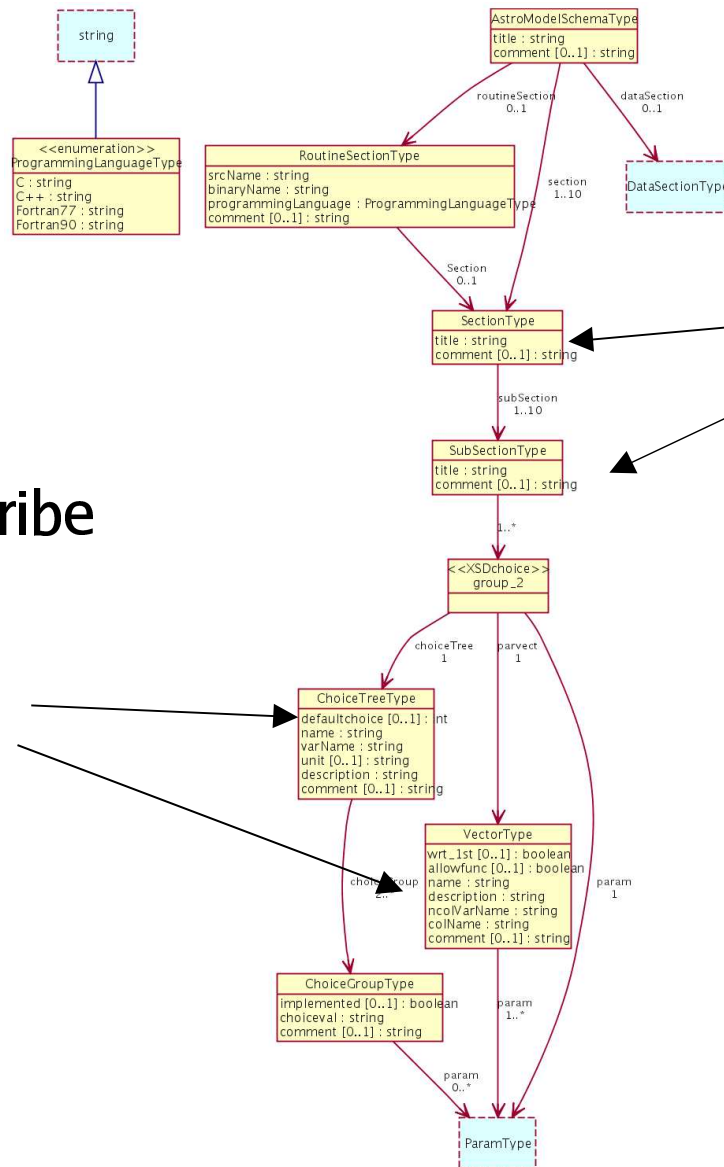 string
<<enumeration>>
ProgrammingLanguageType
C : string
C++ : string
Fortran77 : string
Fortran90 : string
AstroModelSchemaType
title : string
comment [0..1] : string
routineSection
0..1
dataSection
0..1
section
1..10
RoutineSectionType
srcName : string
binaryName : string
programmingLanguage : ProgrammingLanguageType
comment [0..1] : string
DataSectionType
Section
0..1
SectionType
title : string
comment [0..1] : string
subSection
1..10
SubSectionType
title : string
comment [0..1] : string
ribe
1..*
<<XSDchoice>>
group_2
choiceTree
1
parvect
1
param
1
ChoiceTreeType
defaultchoice [0..1] : int
name : string
varName : string
unit [0..1] : string
description : string
comment [0..1] : string
VectorType
wrt_1st [0..1] : boolean
allowfunc [0..1] : boolean
name : string
description : string
ncolVarName : string
colName : string
comment [0..1] : string
2..*
ChoiceGroupType
implemented [0..1] : boolean
choiceval : string
comment [0..1] : string
param
1..*
param
0..*
ParamType